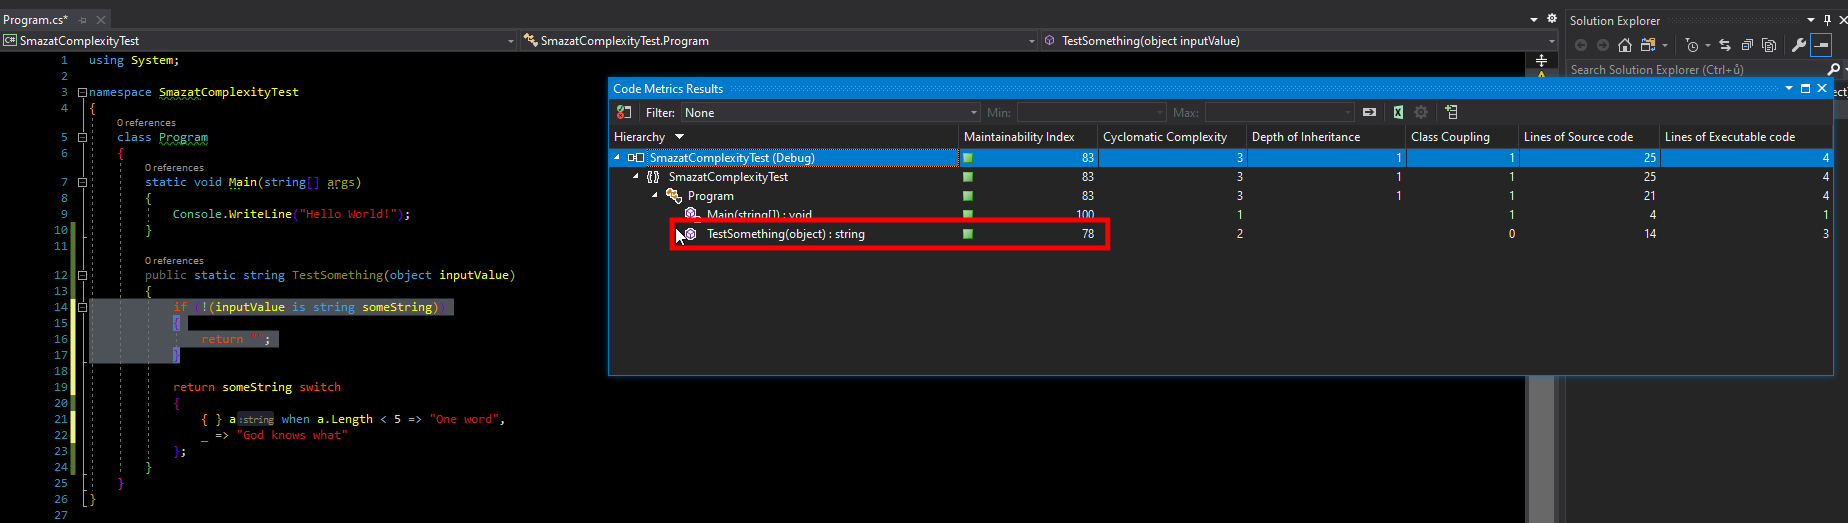 Program.cs*
Solution Explorer
SmazatComplexityTest
SmazatComplexityTest.Program
TestSomething(object inputValue)
Search Solution Explorer (Ctrl+ů)
1 using System;
2
3 namespace SmazatComplexityTest
4 {
0 references
5 class Program
6 {
0 references
7 static void Main(string[] args)
8 {
9 Console.WriteLine("Hello World!");
10 }
11
0 references
12 public static string TestSomething(object inputValue)
13 {
14 if (!(inputValue is string someString))
15 {
16 return "";
17 }
18
19 return someString switch
20 {
21 { } a :string when a.Length < 5 => "One word",
22 _ => "God knows what"
23 };
24 }
25 }
26 }
27
Code Metrics Results
Filter: None Min: Max:
Hierarchy Maintainability Index Cyclomatic Complexity Depth of Inheritance Class Coupling Lines of Source code Lines of Executable code
SmazatComplexityTest (Debug) 83 3 1 1 25 4
SmazatComplexityTest 83 3 1 1 25 4
Program 83 3 1 1 21 4
Main(string[]) : void 100 1 1 4 1
TestSomething(object) : string 78 2 0 14 3